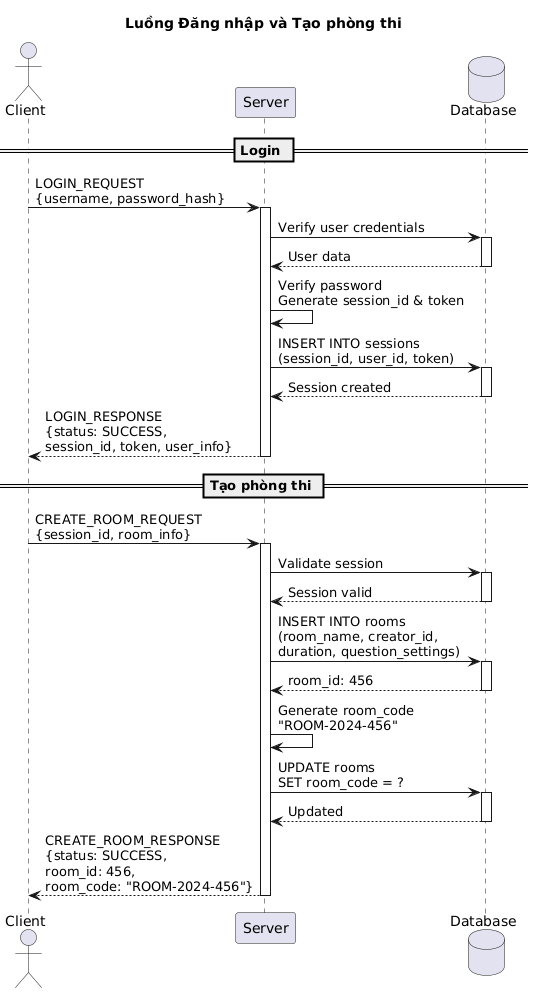 Luồng Đăng nhập và Tạo phòng thi
Client
Server
Database
Login
LOGIN_REQUEST
{username, password_hash}
Verify user credentials
User data
Verify password
Generate session_id & token
INSERT INTO sessions
(session_id, user_id, token)
Session created
LOGIN_RESPONSE
{status: SUCCESS,
session_id, token, user_info}
Tạo phòng thi
CREATE_ROOM_REQUEST
{session_id, room_info}
Validate session
Session valid
INSERT INTO rooms
(room_name, creator_id,
duration, question_settings)
room_id: 456
Generate room_code
"ROOM-2024-456"
UPDATE rooms
SET room_code = ?
Updated
CREATE_ROOM_RESPONSE
{status: SUCCESS,
room_id: 456,
room_code: "ROOM-2024-456"}
Client
Server
Database